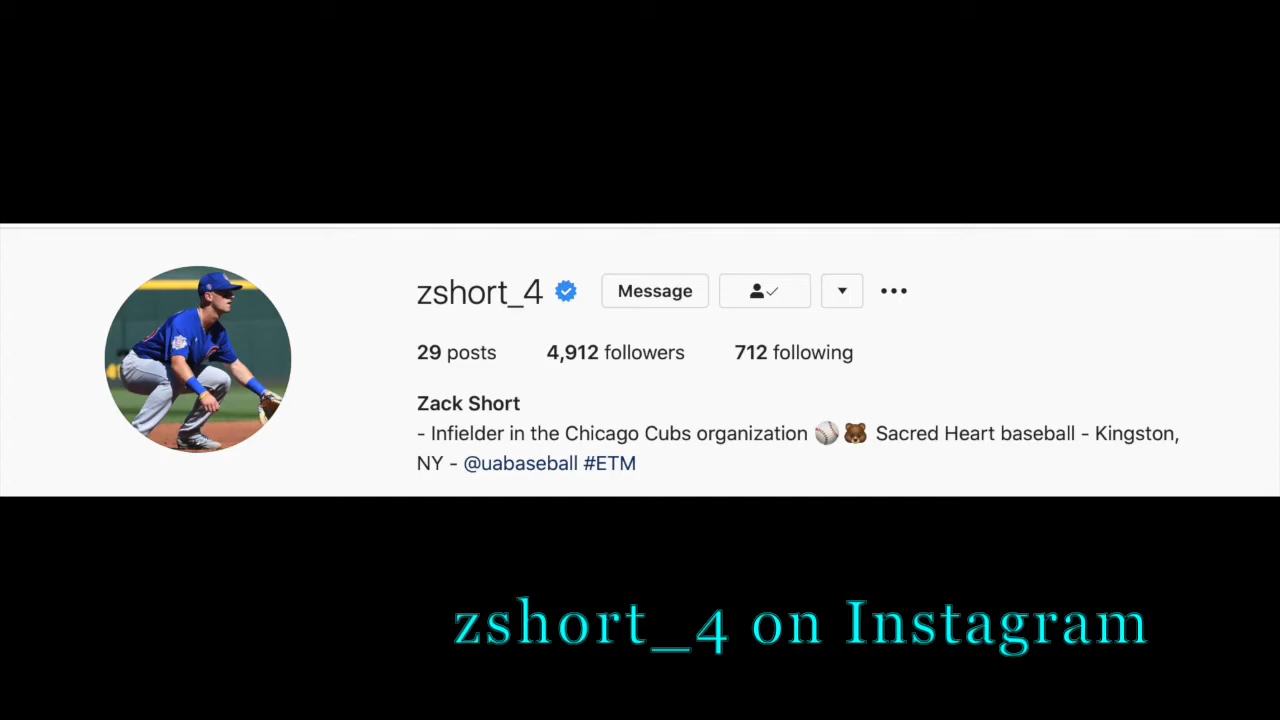 zshort_4 Message
29 posts 4,912 followers 712 following
Zack Short
- Infielder in the Chicago Cubs organization ⚾🐻 Sacred Heart baseball - Kingston,
NY - @uabaseball #ETM
zshort_4 on Instagram